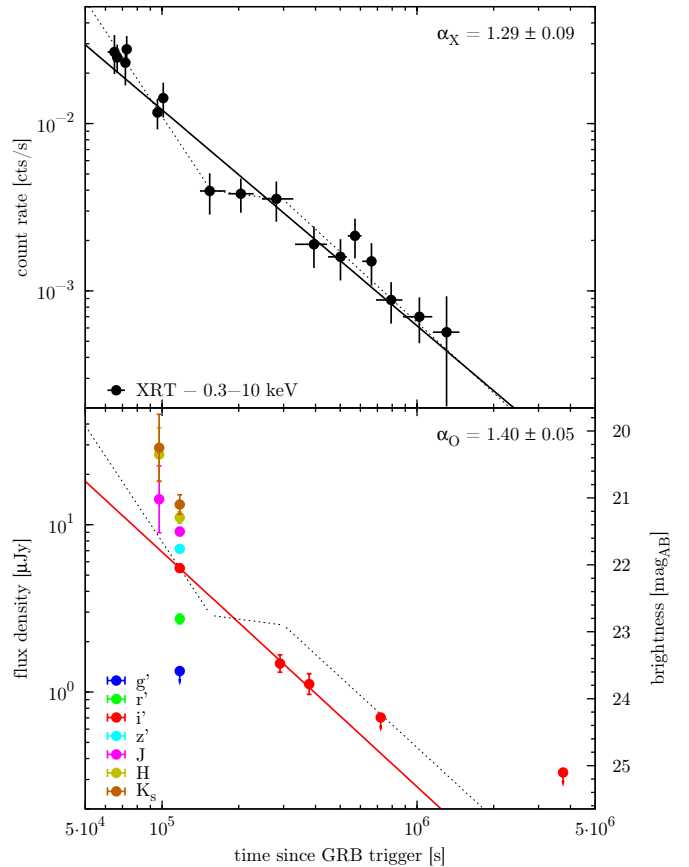 α_X = 1.29 ± 0.09
10^−2
10^−3
count rate [cts/s]
XRT − 0.3−10 keV
α_O = 1.40 ± 0.05
10^1
10^0
flux density [μJy]
20
21
22
23
24
25
brightness [mag_AB]
g'
r'
i'
z'
J
H
K_s
5·10^4
10^5
10^6
5·10^6
time since GRB trigger [s]